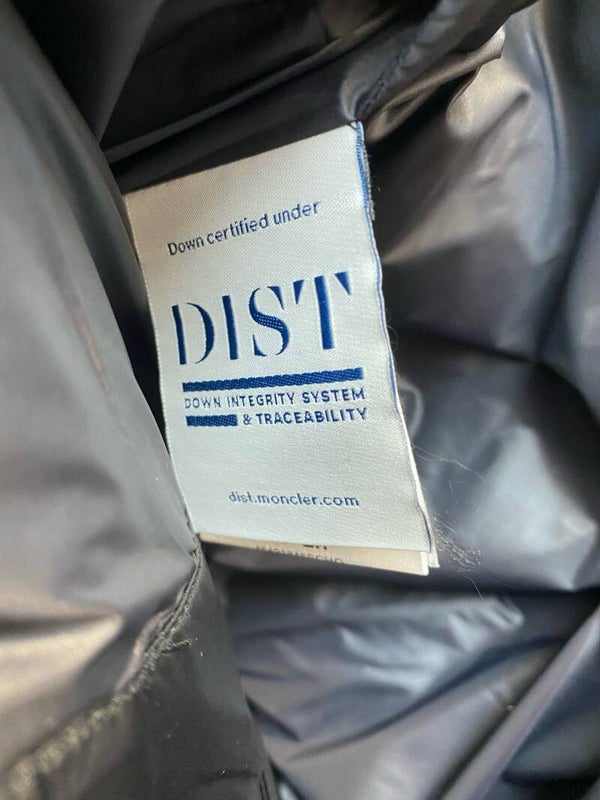 Down certified under
DIST
DOWN INTEGRITY SYSTEM
& TRACEABILITY
dist.moncler.com